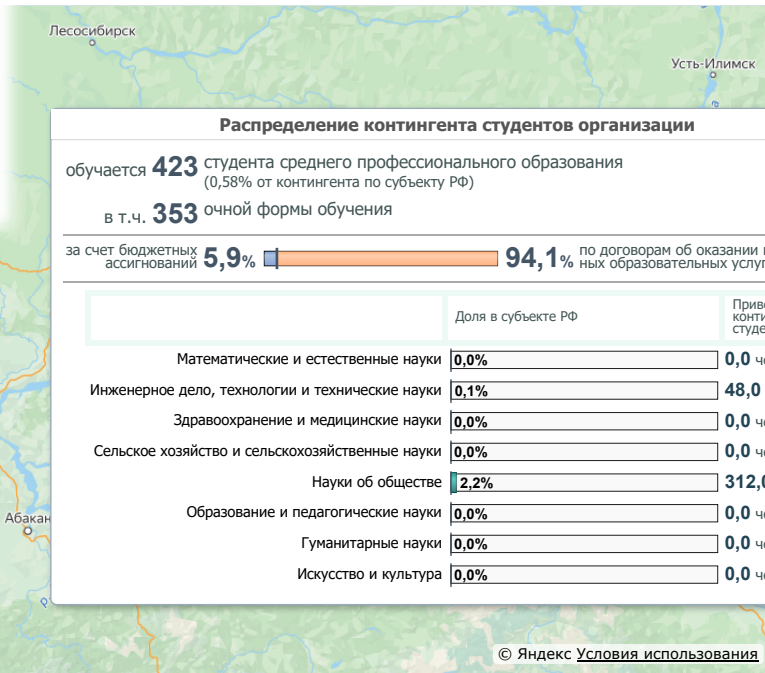 Лесосибирск
Усть-Илимск
Распределение контингента студентов организации
обучается 423 студента среднего профессионального образования
(0,58% от контингента по субъекту РФ)
в т.ч. 353 очной формы обучения
за счет бюджетных
ассигнований 5,9% 94,1% по договорам об оказании
ных образовательных услуг
Доля в субъекте РФ
Математические и естественные науки 0,0% 0,0
Инженерное дело, технологии и технические науки 0,1% 48,0
Здравоохранение и медицинские науки 0,0% 0,0
Сельское хозяйство и сельскохозяйственные науки 0,0% 0,0
Науки об обществе 2,2% 312,0
Образование и педагогические науки 0,0% 0,0
Гуманитарные науки 0,0% 0,0
Искусство и культура 0,0% 0,0
Абакан
© Яндекс Условия использования